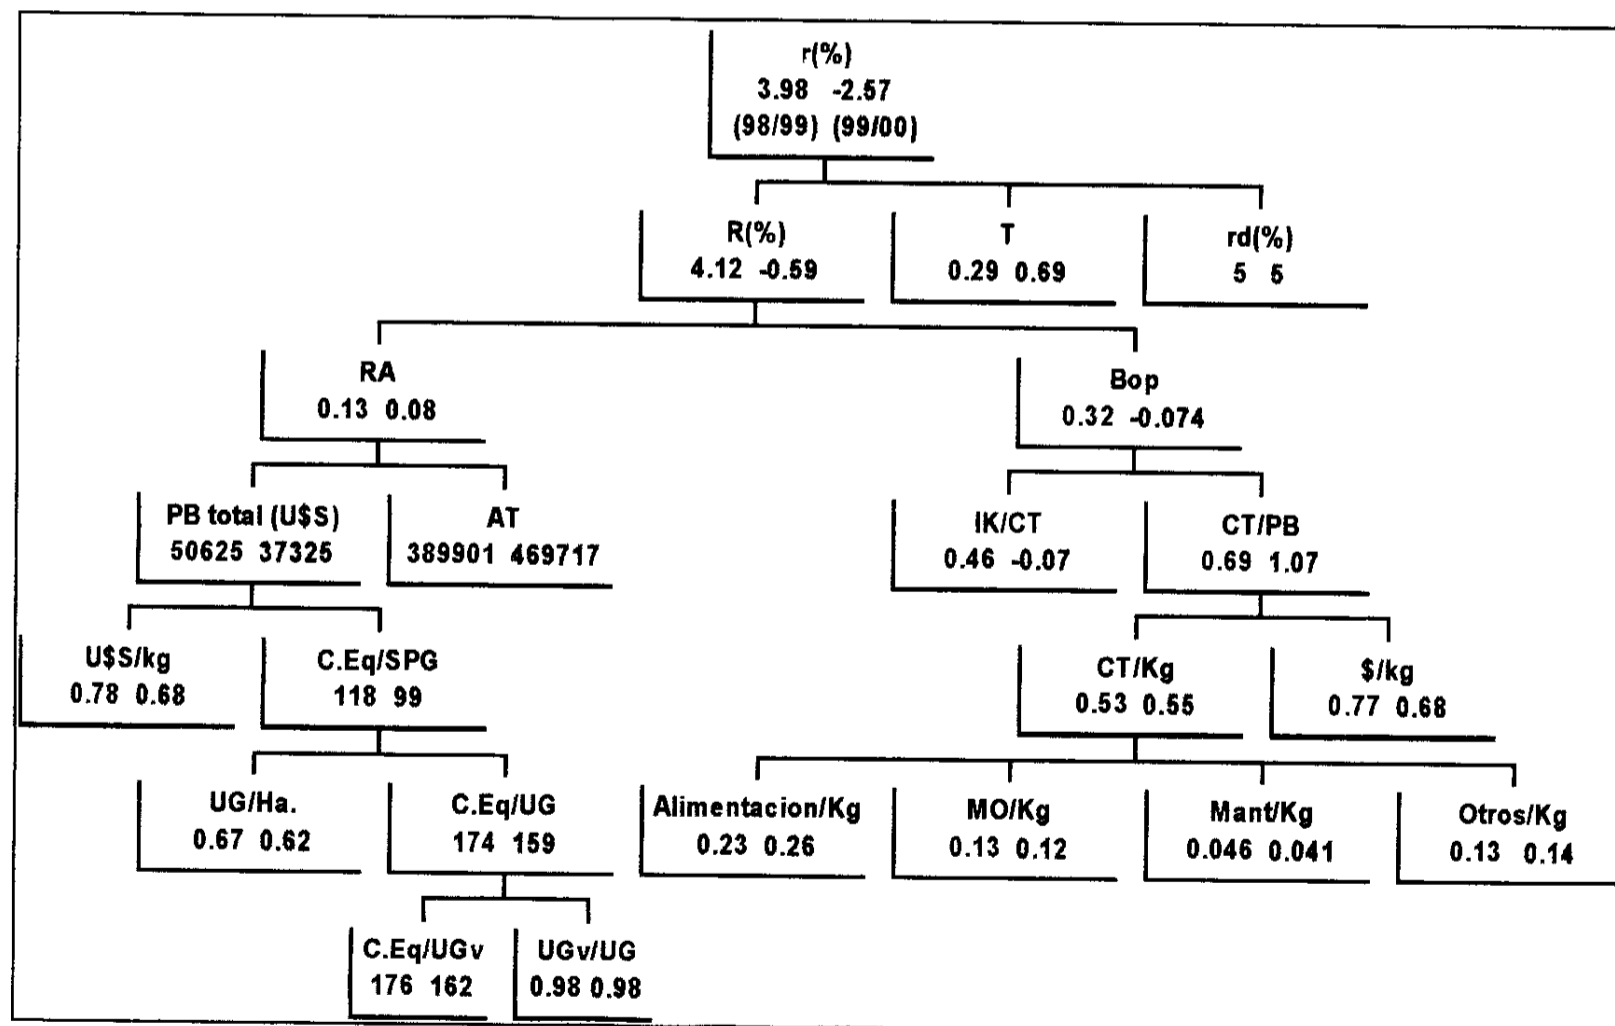 r(%)
3.98 -2.57
(98/99) (99/00)
R(%)
4.12 -0.59
T
0.29 0.69
rd(%)
5 5
RA
0.13 0.08
Bop
0.32 -0.074
PB total (U$S)
50625 37325
AT
389901 469717
IK/CT
0.46 -0.07
CT/PB
0.69 1.07
U$S/kg
0.78 0.68
C.Eq/SPG
118 99
CT/Kg
0.53 0.55
$/kg
0.77 0.68
UG/Ha.
0.67 0.62
C.Eq/UG
174 159
Alimentacion/Kg
0.23 0.26
MO/Kg
0.13 0.12
Mant/Kg
0.046 0.041
Otros/Kg
0.13 0.14
C.Eq/UGv
176 162
UGv/UG
0.98 0.98